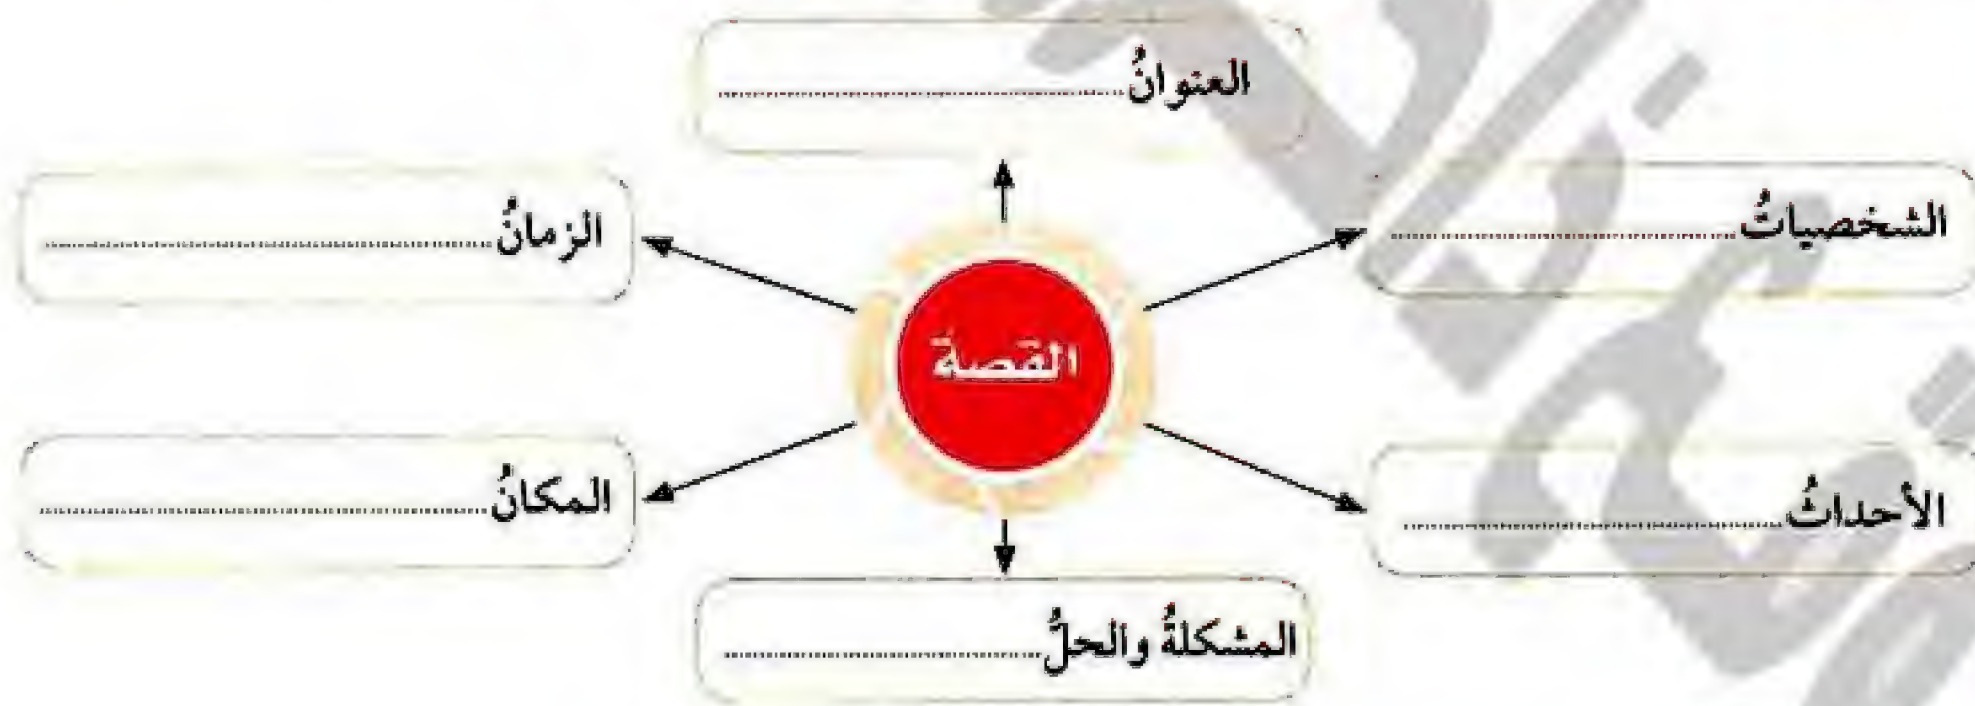 العنوانُ
الشخصياتُ
الزمانُ
القصة
الأحداثُ
المكانُ
المشكلةُ والحلُّ